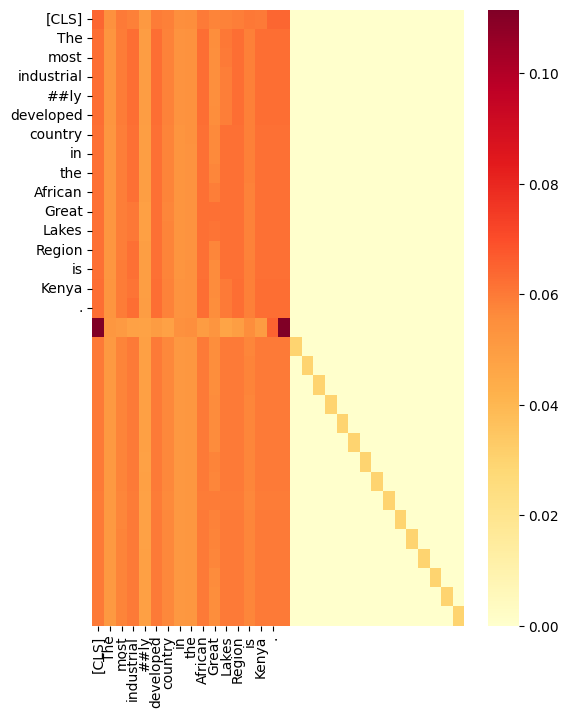 [CLS]
The
most
industrial
##ly
developed
country
in
the
African
Great
Lakes
Region
is
Kenya
.
[CLS]
The
most
industrial
##ly
developed
country
in
the
African
Great
Lakes
Region
is
Kenya
.
0.10
0.08
0.06
0.04
0.02
0.00